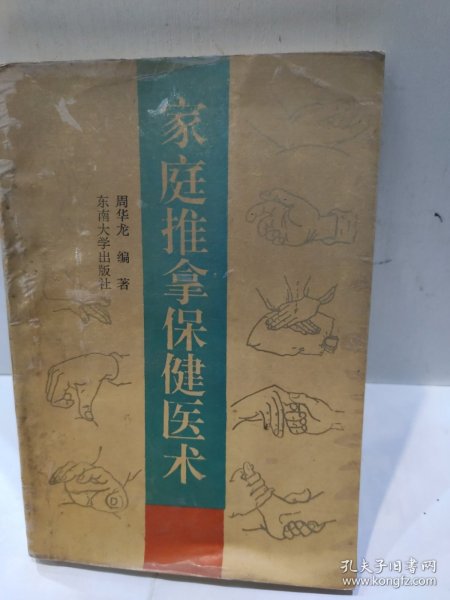 家庭推拿保健医术
周华龙 编著
东南大学出版社
孔夫子旧书网
www.kongfz.com